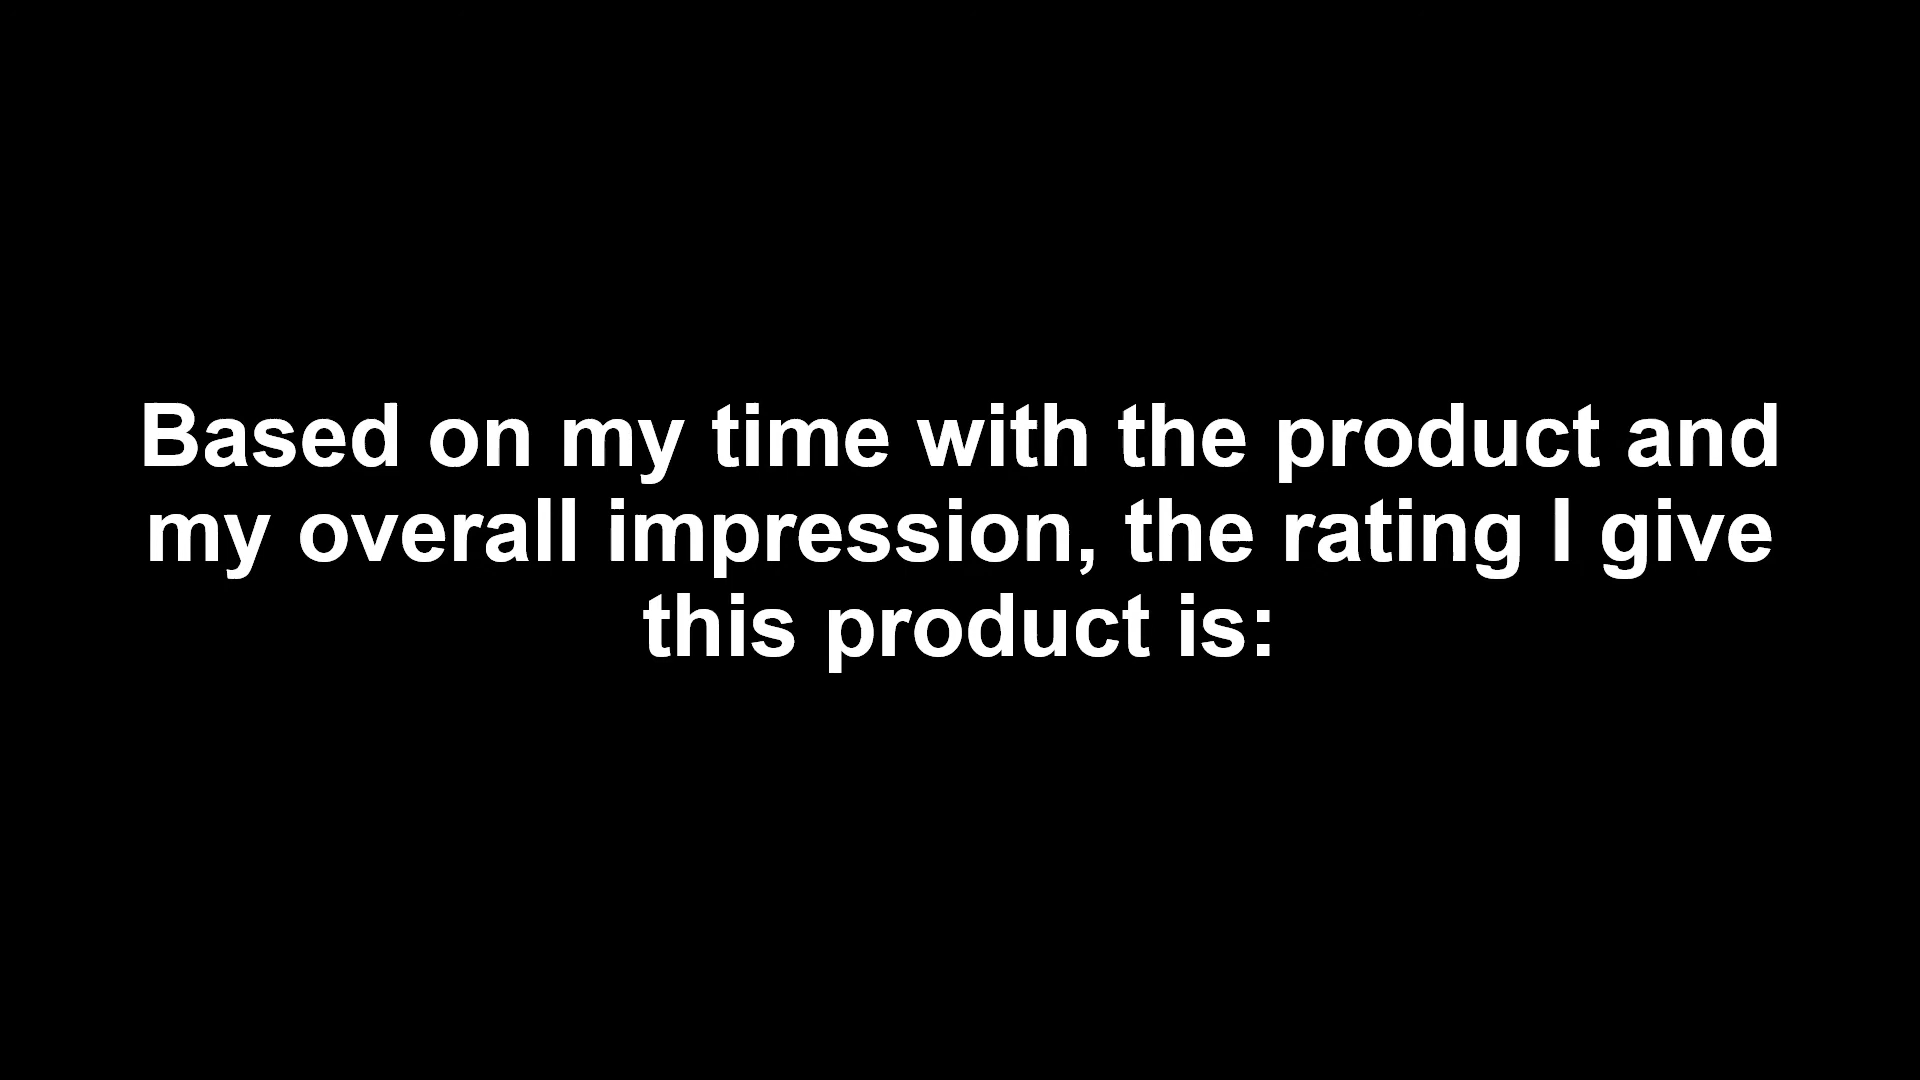 Based on my time with the product and
my overall impression, the rating I give
this product is: